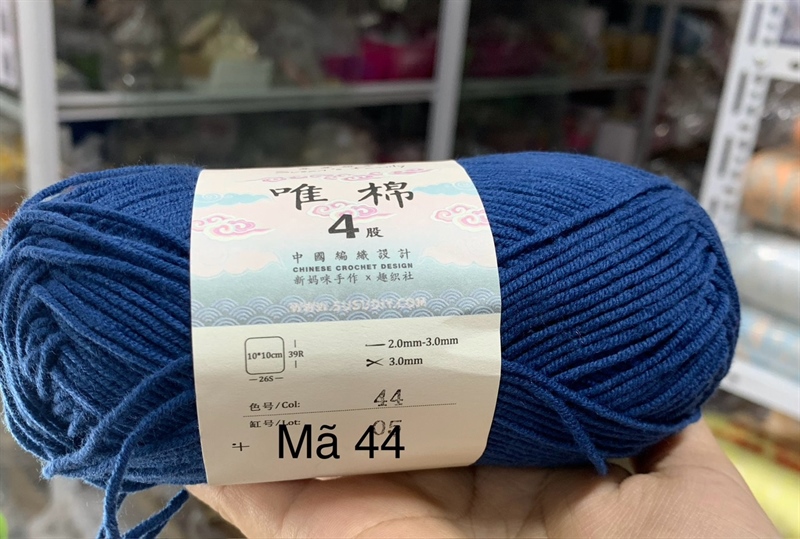 唯 棉
4股
中國編織設計
CHINESE CROCHET DESIGN
新妈咪手作 x 趣织社
WWW.SUSUDIY.COM
10*10cm 39R
26S
2.0mm-3.0mm
3.0mm
色号/Col: 44
缸号/Lot: 05
Mã 44